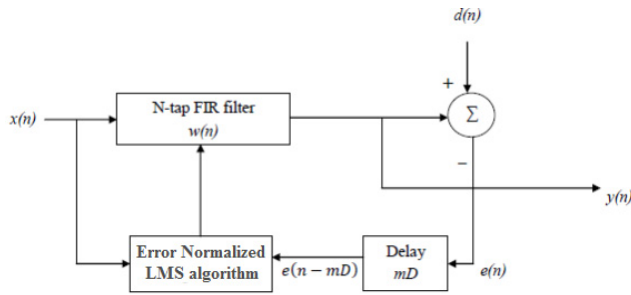 d(n)
+
N-tap FIR filter
w(n)
x(n)
Σ
−
y(n)
Error Normalized
LMS algorithm
e(n − mD)
Delay
mD
e(n)